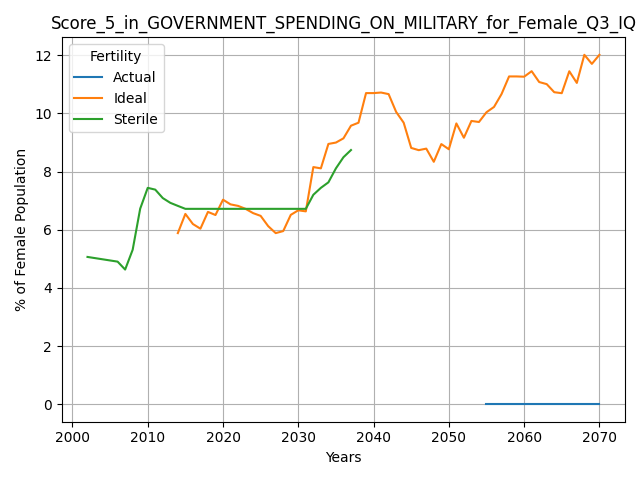 Score_5_in_GOVERNMENT_SPENDING_ON_MILITARY_for_Female_Q3_IQ
Fertility
Actual
Ideal
Sterile
% of Female Population
12
10
8
6
4
2
0
2000 2010 2020 2030 2040 2050 2060 2070
Years